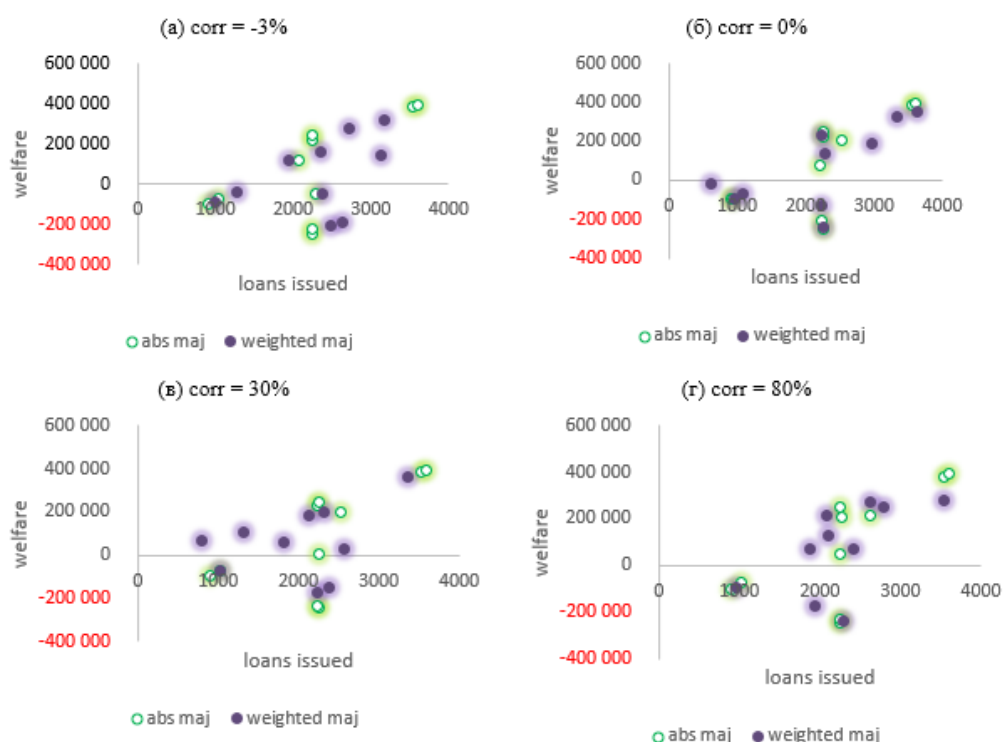 (а) corr = -3%
600 000
400 000
200 000
0
-200 000
-400 000
0
1000
2000
3000
4000
welfare
loans issued
abs maj
weighted maj
(б) corr = 0%
600 000
400 000
200 000
0
-200 000
-400 000
0
1000
2000
3000
4000
welfare
loans issued
abs maj
weighted maj
(в) corr = 30%
600 000
400 000
200 000
0
-200 000
-400 000
0
1000
2000
3000
4000
welfare
loans issued
abs maj
weighted maj
(г) corr = 80%
600 000
400 000
200 000
0
-200 000
-400 000
0
1000
2000
3000
4000
welfare
loans issued
abs maj
weighted maj